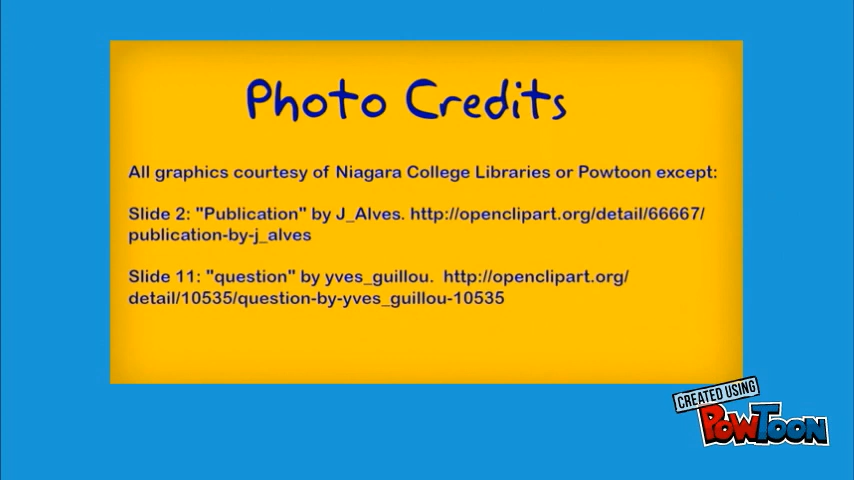 Photo Credits
All graphics courtesy of Niagara College Libraries or Powtoon except:
Slide 2: "Publication" by J_Alves. http://openclipart.org/detail/66667/
publication-by-j_alves
Slide 11: "question" by yves_guillou.  http://openclipart.org/
detail/10535/question-by-yves_guillou-10535
CREATED USING
POWTOON